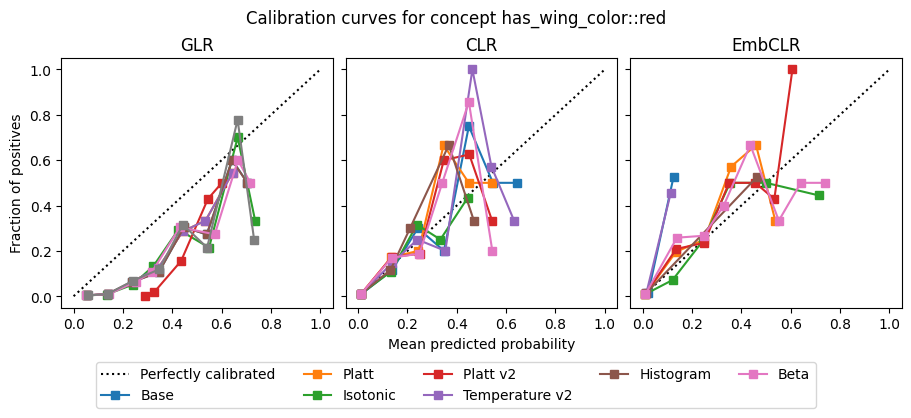 Calibration curves for concept has_wing_color::red
GLR
CLR
EmbCLR
Fraction of positives
1.0
0.8
0.6
0.4
0.2
0.0
0.0 0.2 0.4 0.6 0.8 1.0
0.0 0.2 0.4 0.6 0.8 1.0
0.0 0.2 0.4 0.6 0.8 1.0
Mean predicted probability
Perfectly calibrated Platt Platt v2 Histogram Beta
Base Isotonic Temperature v2